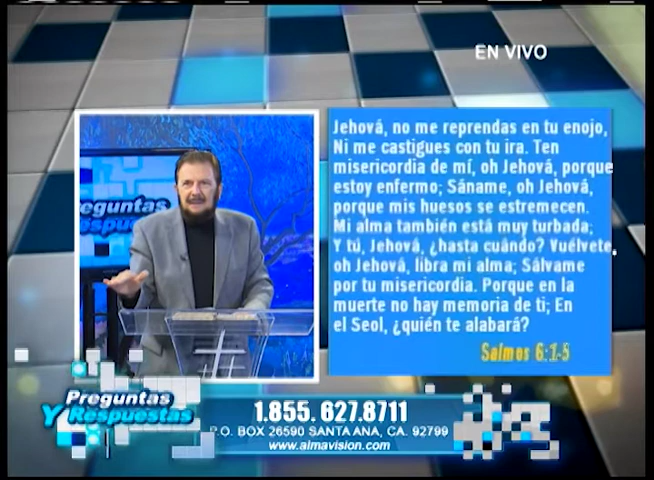 EN VIVO
Jehová, no me reprendas en tu enojo,
Ni me castigues con tu ira. Ten
misericordia de mí, oh Jehová, porque
estoy enfermo; Sáname, oh Jehová,
porque mis huesos se estremecen.
Mi alma también está muy turbada;
Y tú, Jehová, ¿hasta cuándo? Vuélvete,
oh Jehová, libra mi alma; Sálvame
por tu misericordia. Porque en la
muerte no hay memoria de ti; En
el Seol, ¿quién te alabará?
Salmos 6:1-5
eguntas
espuest
Preguntas
Y Respuestas
1.855. 627.8711
P.O. BOX 26590 SANTA ANA, CA. 92799
www.almavision.com